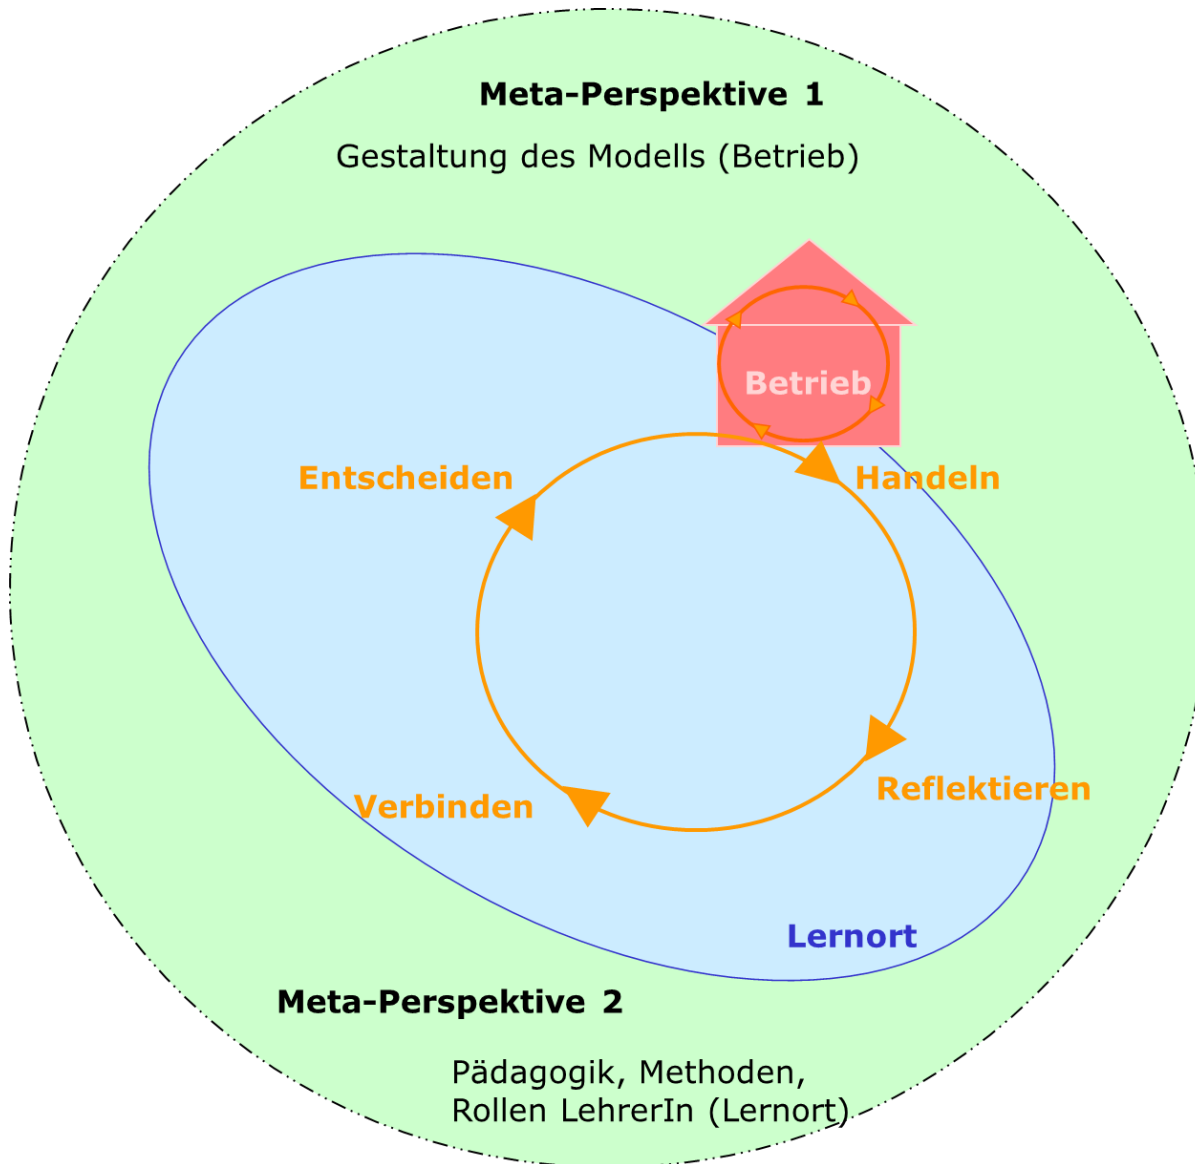 Meta-Perspektive 1
Gestaltung des Modells (Betrieb)
Betrieb
Entscheiden
Handeln
Reflektieren
Verbinden
Lernort
Meta-Perspektive 2
Pädagogik, Methoden,
Rollen LehrerIn (Lernort)